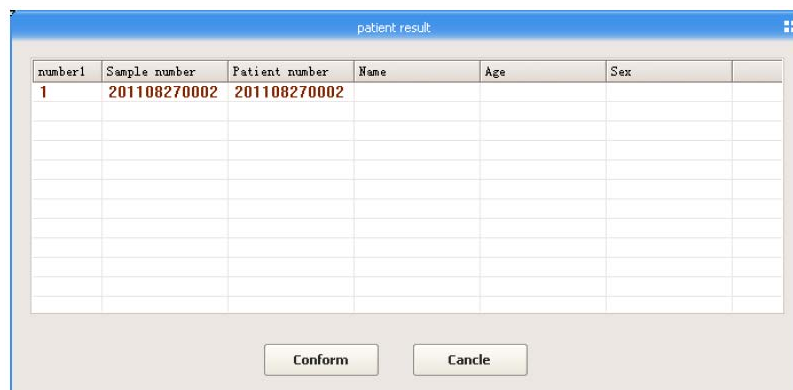 patient result
number1 Sample number Patient number Name Age Sex
1 201108270002 201108270002
Conform Cancle